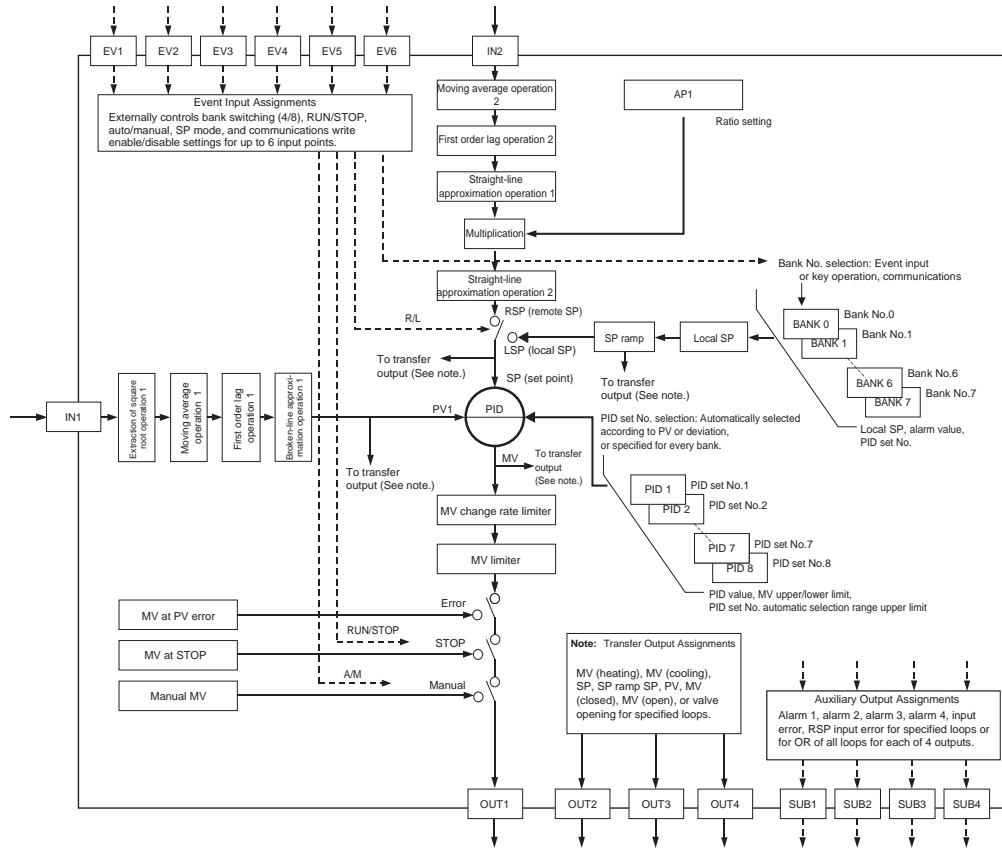 EV1
EV2
EV3
EV4
EV5
EV6
IN2
Event Input Assignments
Externally controls bank switching (4/8), RUN/STOP,
auto/manual, SP mode, and communications write
enable/disable settings for up to 6 input points.
Moving average operation
2
AP1
Ratio setting
First order lag operation 2
Straight-line
approximation operation 1
Multiplication
Straight-line
approximation operation 2
Bank No. selection: Event input
or key operation, communications
R/L
RSP (remote SP)
LSP (local SP)
SP ramp
Local SP
BANK 0
Bank No.0
BANK 1
Bank No.1
BANK 6
Bank No.6
BANK 7
Bank No.7
To transfer
output (See note.)
SP (set point)
To transfer
output (See note.)
Local SP, alarm value,
PID set No.
IN1
Extraction of square
root operation 1
Moving average
operation 1
First order lag
operation 1
Broken-line approxi-
mation operation 1
PV1
PID
PID set No. selection: Automatically selected
according to PV or deviation,
or specified for every bank.
To transfer
output (See note.)
MV
To transfer
output
(See note.)
PID 1
PID set No.1
PID 2
PID set No.2
PID 7
PID set No.7
PID 8
PID set No.8
PID value, MV upper/lower limit,
PID set No. automatic selection range upper limit
MV change rate limiter
MV limiter
MV at PV error
Error
RUN/STOP
MV at STOP
STOP
A/M
Manual MV
Manual
Note: Transfer Output Assignments
MV (heating), MV (cooling),
SP, SP ramp SP, PV, MV
(closed), MV (open), or valve
opening for specified loops.
Auxiliary Output Assignments
Alarm 1, alarm 2, alarm 3, alarm 4, input
error, RSP input error for specified loops or
for OR of all loops for each of 4 outputs.
OUT1
OUT2
OUT3
OUT4
SUB1
SUB2
SUB3
SUB4